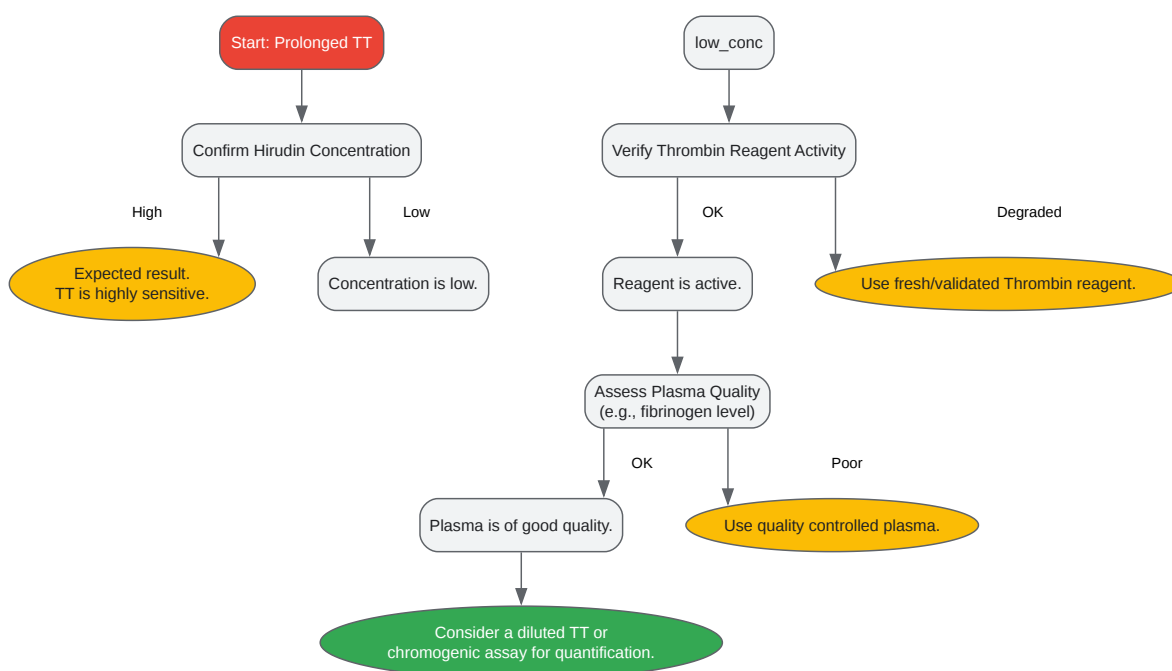 Start: Prolonged TT
low_conc
Confirm Hirudin Concentration
Verify Thrombin Reagent Activity
High
Low
OK
Degraded
Expected result.
TT is highly sensitive.
Concentration is low.
Reagent is active.
Use fresh/validated Thrombin reagent.
Assess Plasma Quality
(e.g., fibrinogen level)
OK
Poor
Plasma is of good quality.
Use quality controlled plasma.
Consider a diluted TT or
chromogenic assay for quantification.